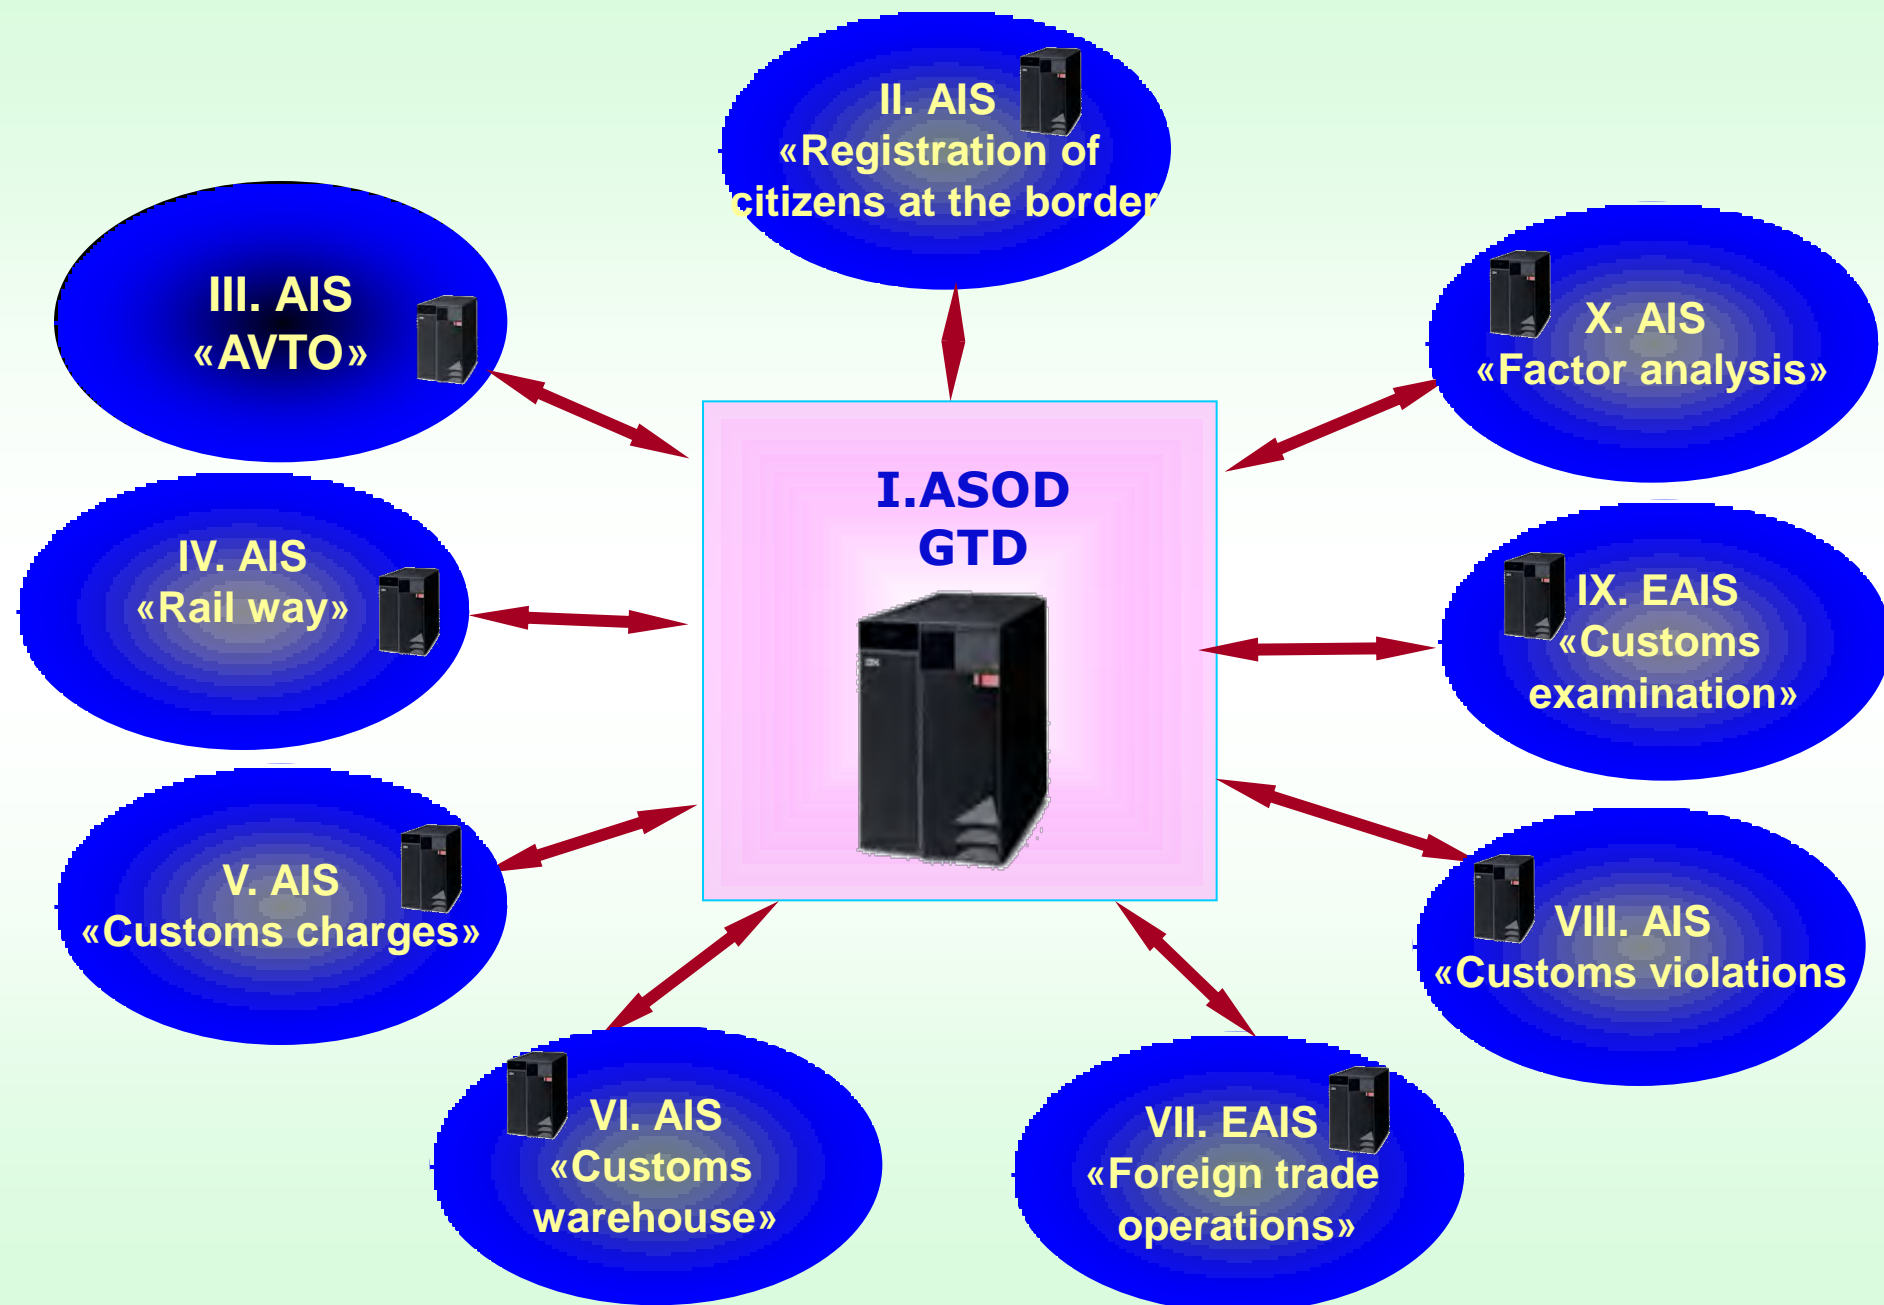 II. AIS
«Registration of
citizens at the border
III. AIS
«AVTO»
X. AIS
«Factor analysis»
I.ASOD
GTD
IV. AIS
«Rail way»
IX. EAIS
«Customs
examination»
V. AIS
«Customs charges»
VIII. AIS
«Customs violations
VI. AIS
«Customs
warehouse»
VII. EAIS
«Foreign trade
operations»